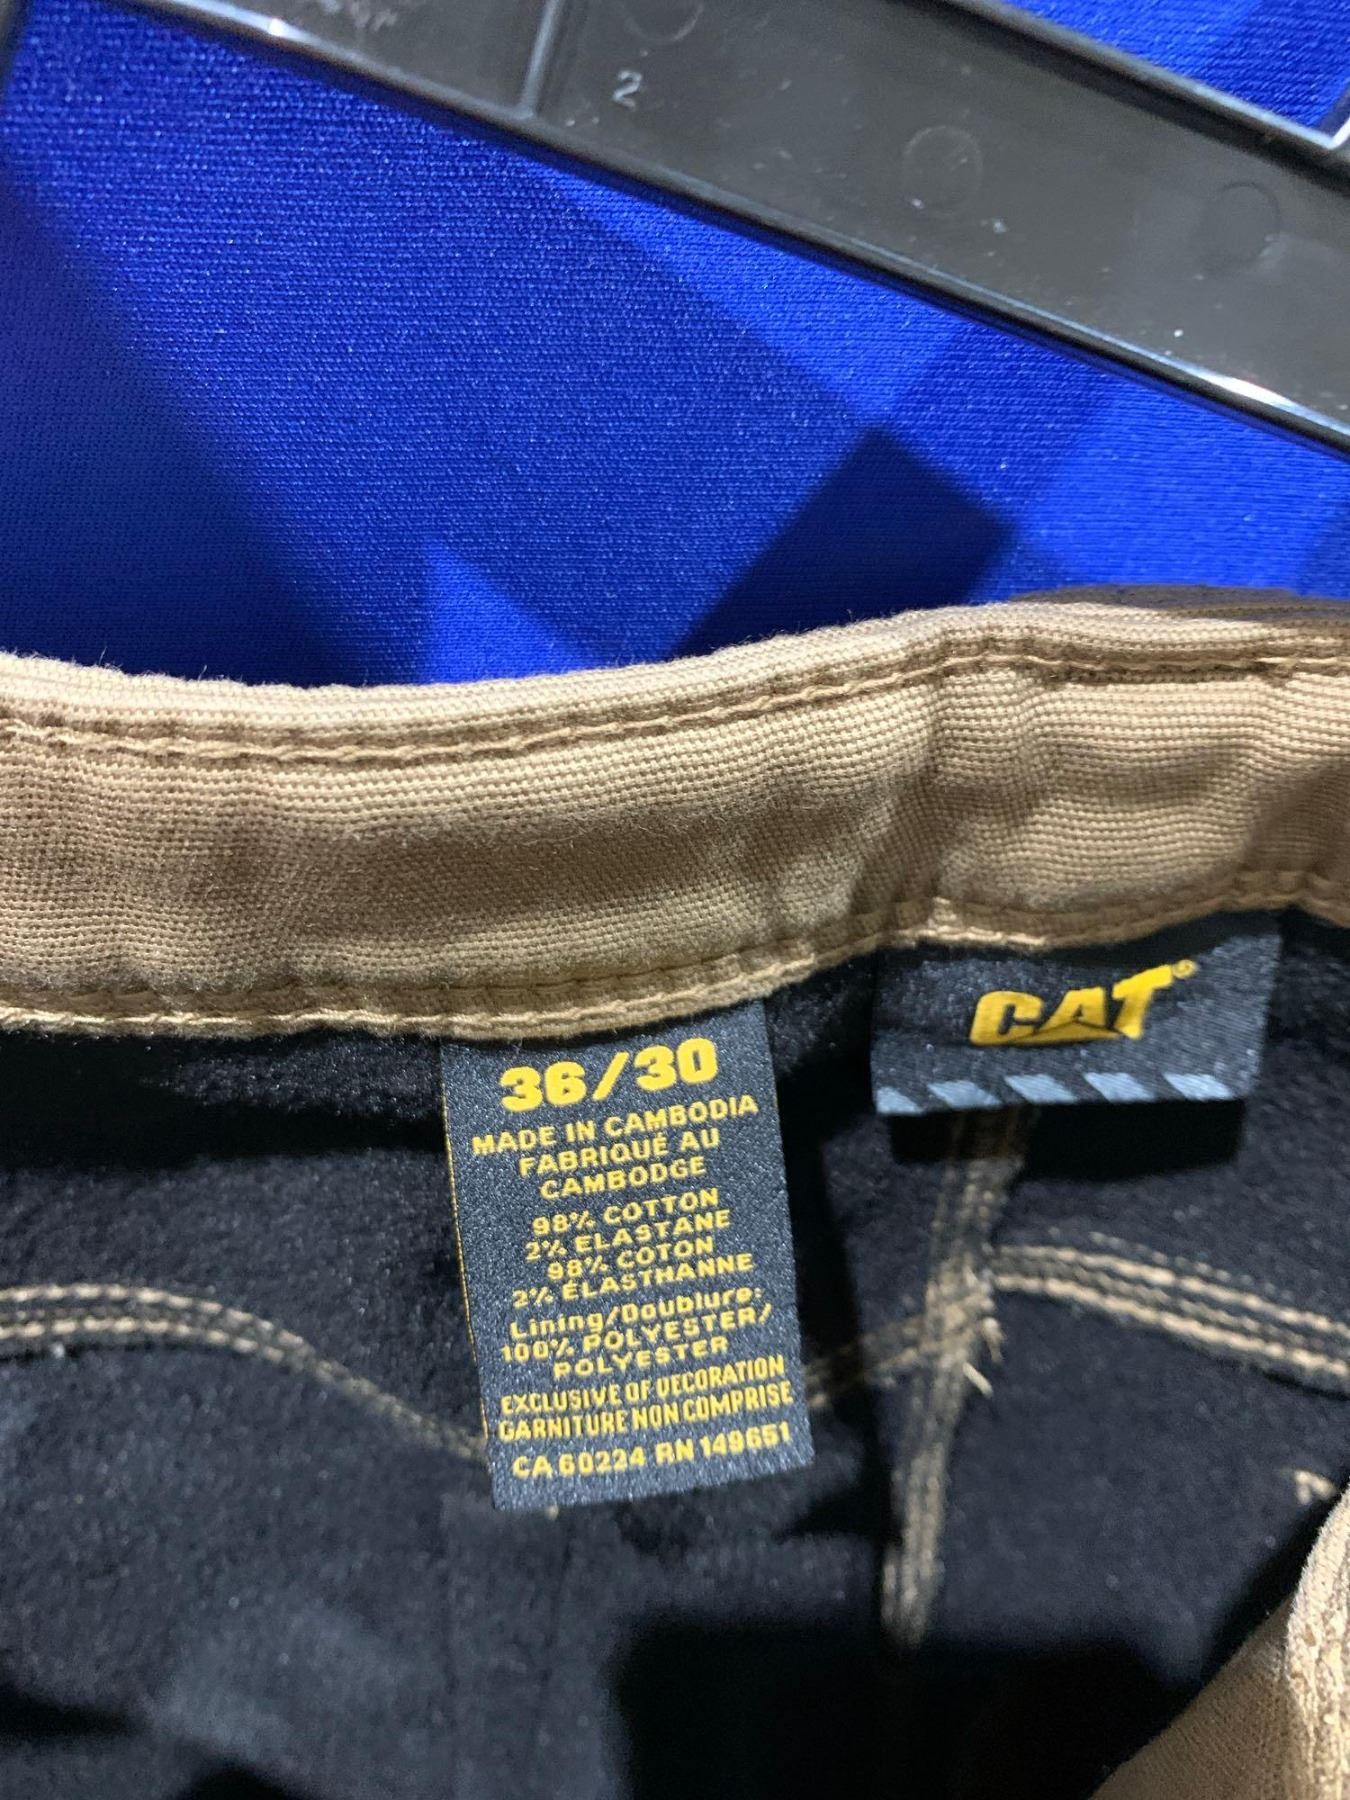 2
CAT®
36/30
MADE IN CAMBODIA
FABRIQUÉ AU
CAMBODGE
98% COTTON
2% ELASTANE
98% COTON
2% ÉLASTHANNE
Lining/Doublure:
100% POLYESTER/
POLYESTER
EXCLUSIVE OF DECORATION
GARNITURE NON COMPRISE
CA 60224 RN 149651